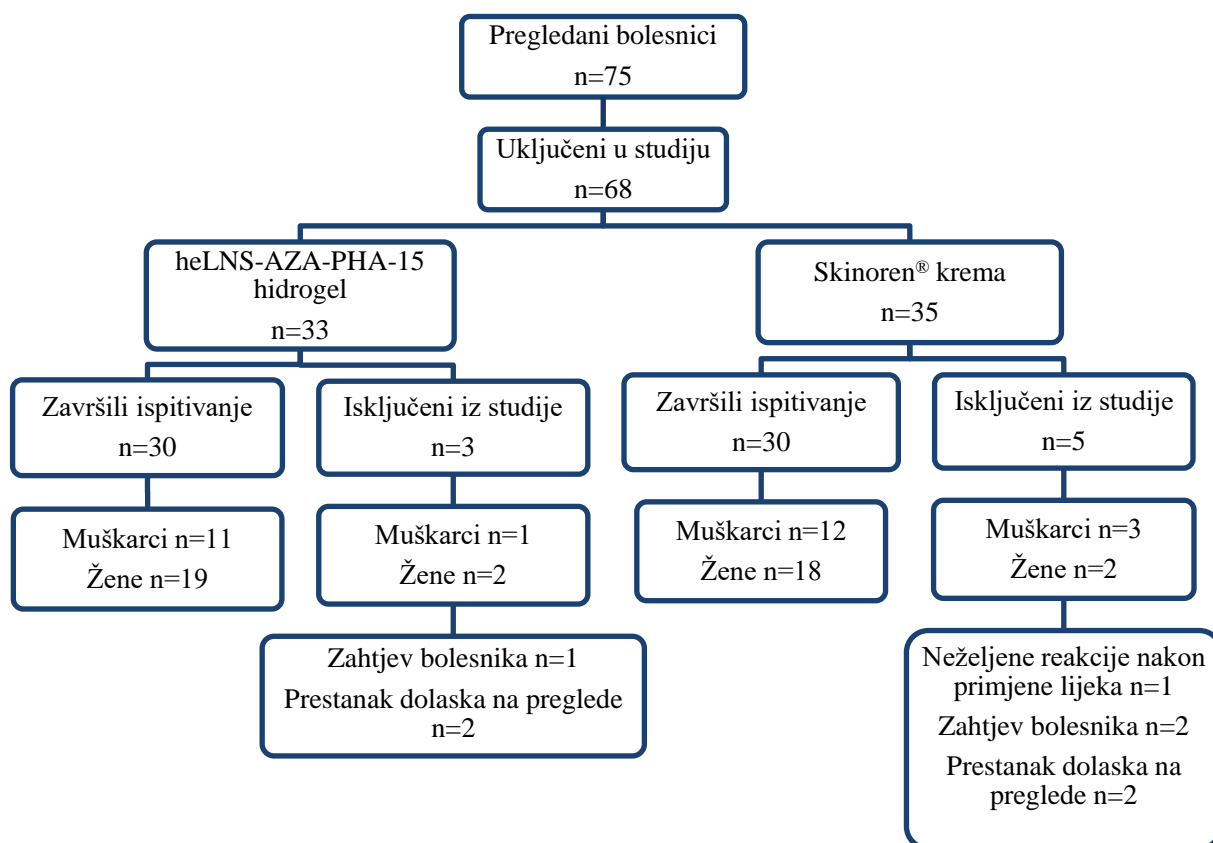 Pregledani bolesnici
n=75
Uključeni u studiju
n=68
heLNS-AZA-PHA-15
hidrogel
n=33
Skinoren® krema
n=35
Završili ispitivanje
n=30
Isključeni iz studije
n=3
Završili ispitivanje
n=30
Isključeni iz studije
n=5
Muškarci n=11
Žene n=19
Muškarci n=1
Žene n=2
Muškarci n=12
Žene n=18
Muškarci n=3
Žene n=2
Zahtjev bolesnika n=1
Prestanak dolaska na preglede
n=2
Neželjene reakcije nakon
primjene lijeka n=1
Zahtjev bolesnika n=2
Prestanak dolaska na
preglede n=2